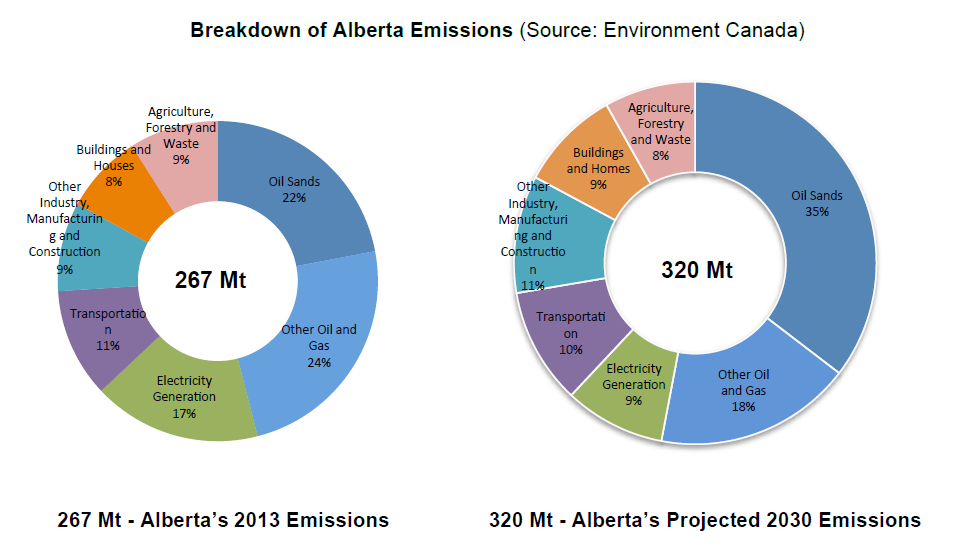 Breakdown of Alberta Emissions (Source: Environment Canada)
Agriculture,
Forestry and
Waste
9%
Buildings and
Houses
8%
Other
Industry,
Manufacturin
g and
Construction
9%
Transportatio
n
11%
Electricity
Generation
17%
Other Oil and
Gas
24%
Oil Sands
22%
267 Mt
267 Mt - Alberta's 2013 Emissions
Agriculture,
Forestry
and Waste
8%
Buildings
and Homes
9%
Other
Industry,
Manufacturi
ng and
Constructio
n
11%
Transportati
on
10%
Electricity
Generation
9%
Other Oil
and Gas
18%
Oil Sands
35%
320 Mt
320 Mt - Alberta's Projected 2030 Emissions